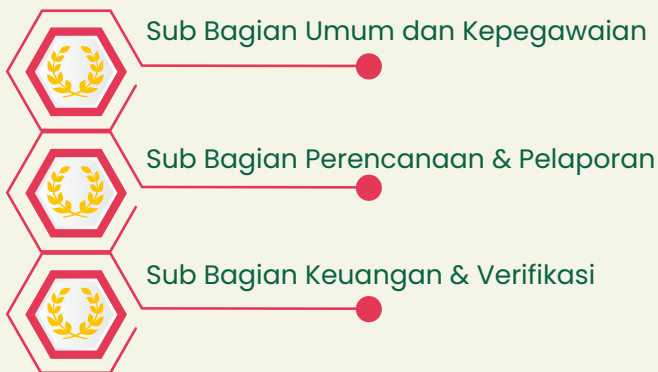 Sub Bagian Umum dan Kepegawaian
Sub Bagian Perencanaan & Pelaporan
Sub Bagian Keuangan & Verifikasi